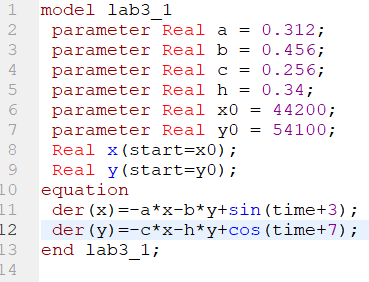 1 model lab3_1
2 parameter Real a = 0.312;
3 parameter Real b = 0.456;
4 parameter Real c = 0.256;
5 parameter Real h = 0.34;
6 parameter Real x0 = 44200;
7 parameter Real y0 = 54100;
8 Real x(start=x0);
9 Real y(start=y0);
10 equation
11 der(x)=-a*x-b*y+sin(time+3);
12 der(y)=-c*x-h*y+cos(time+7);
13 end lab3_1;
14